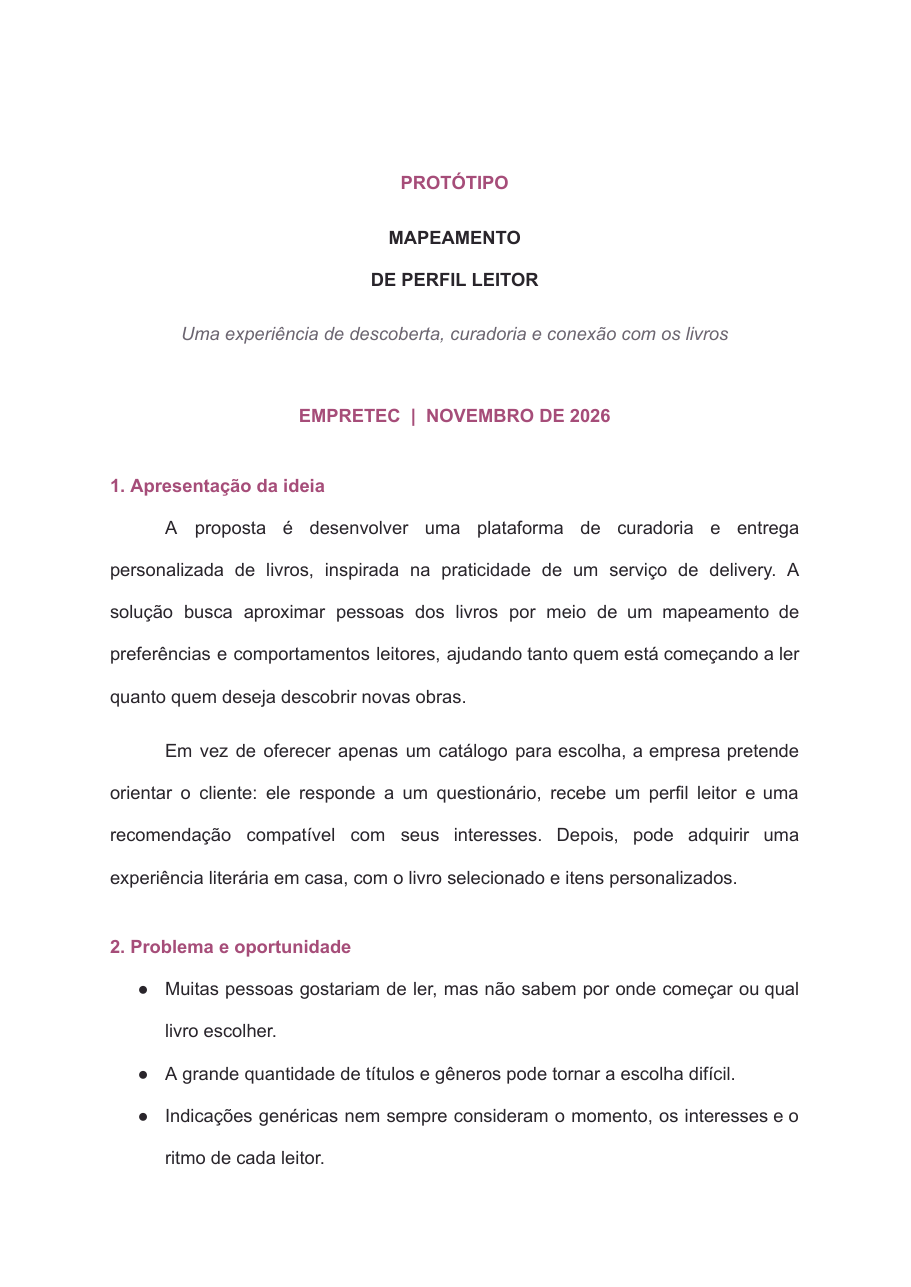 PROTÓTIPO
MAPEAMENTO
DE PERFIL LEITOR
Uma experiência de descoberta, curadoria e conexão com os livros
EMPRETEC | NOVEMBRO DE 2026
1. Apresentação da ideia
A proposta é desenvolver uma plataforma de curadoria e entrega
personalizada de livros, inspirada na praticidade de um serviço de delivery. A
solução busca aproximar pessoas dos livros por meio de um mapeamento de
preferências e comportamentos leitores, ajudando tanto quem está começando a ler
quanto quem deseja descobrir novas obras.
Em vez de oferecer apenas um catálogo para escolha, a empresa pretende
orientar o cliente: ele responde a um questionário, recebe um perfil leitor e uma
recomendação compatível com seus interesses. Depois, pode adquirir uma
experiência literária em casa, com o livro selecionado e itens personalizados.
2. Problema e oportunidade
● Muitas pessoas gostariam de ler, mas não sabem por onde começar ou qual
livro escolher.
● A grande quantidade de títulos e gêneros pode tornar a escolha difícil.
● Indicações genéricas nem sempre consideram o momento, os interesses e o
ritmo de cada leitor.